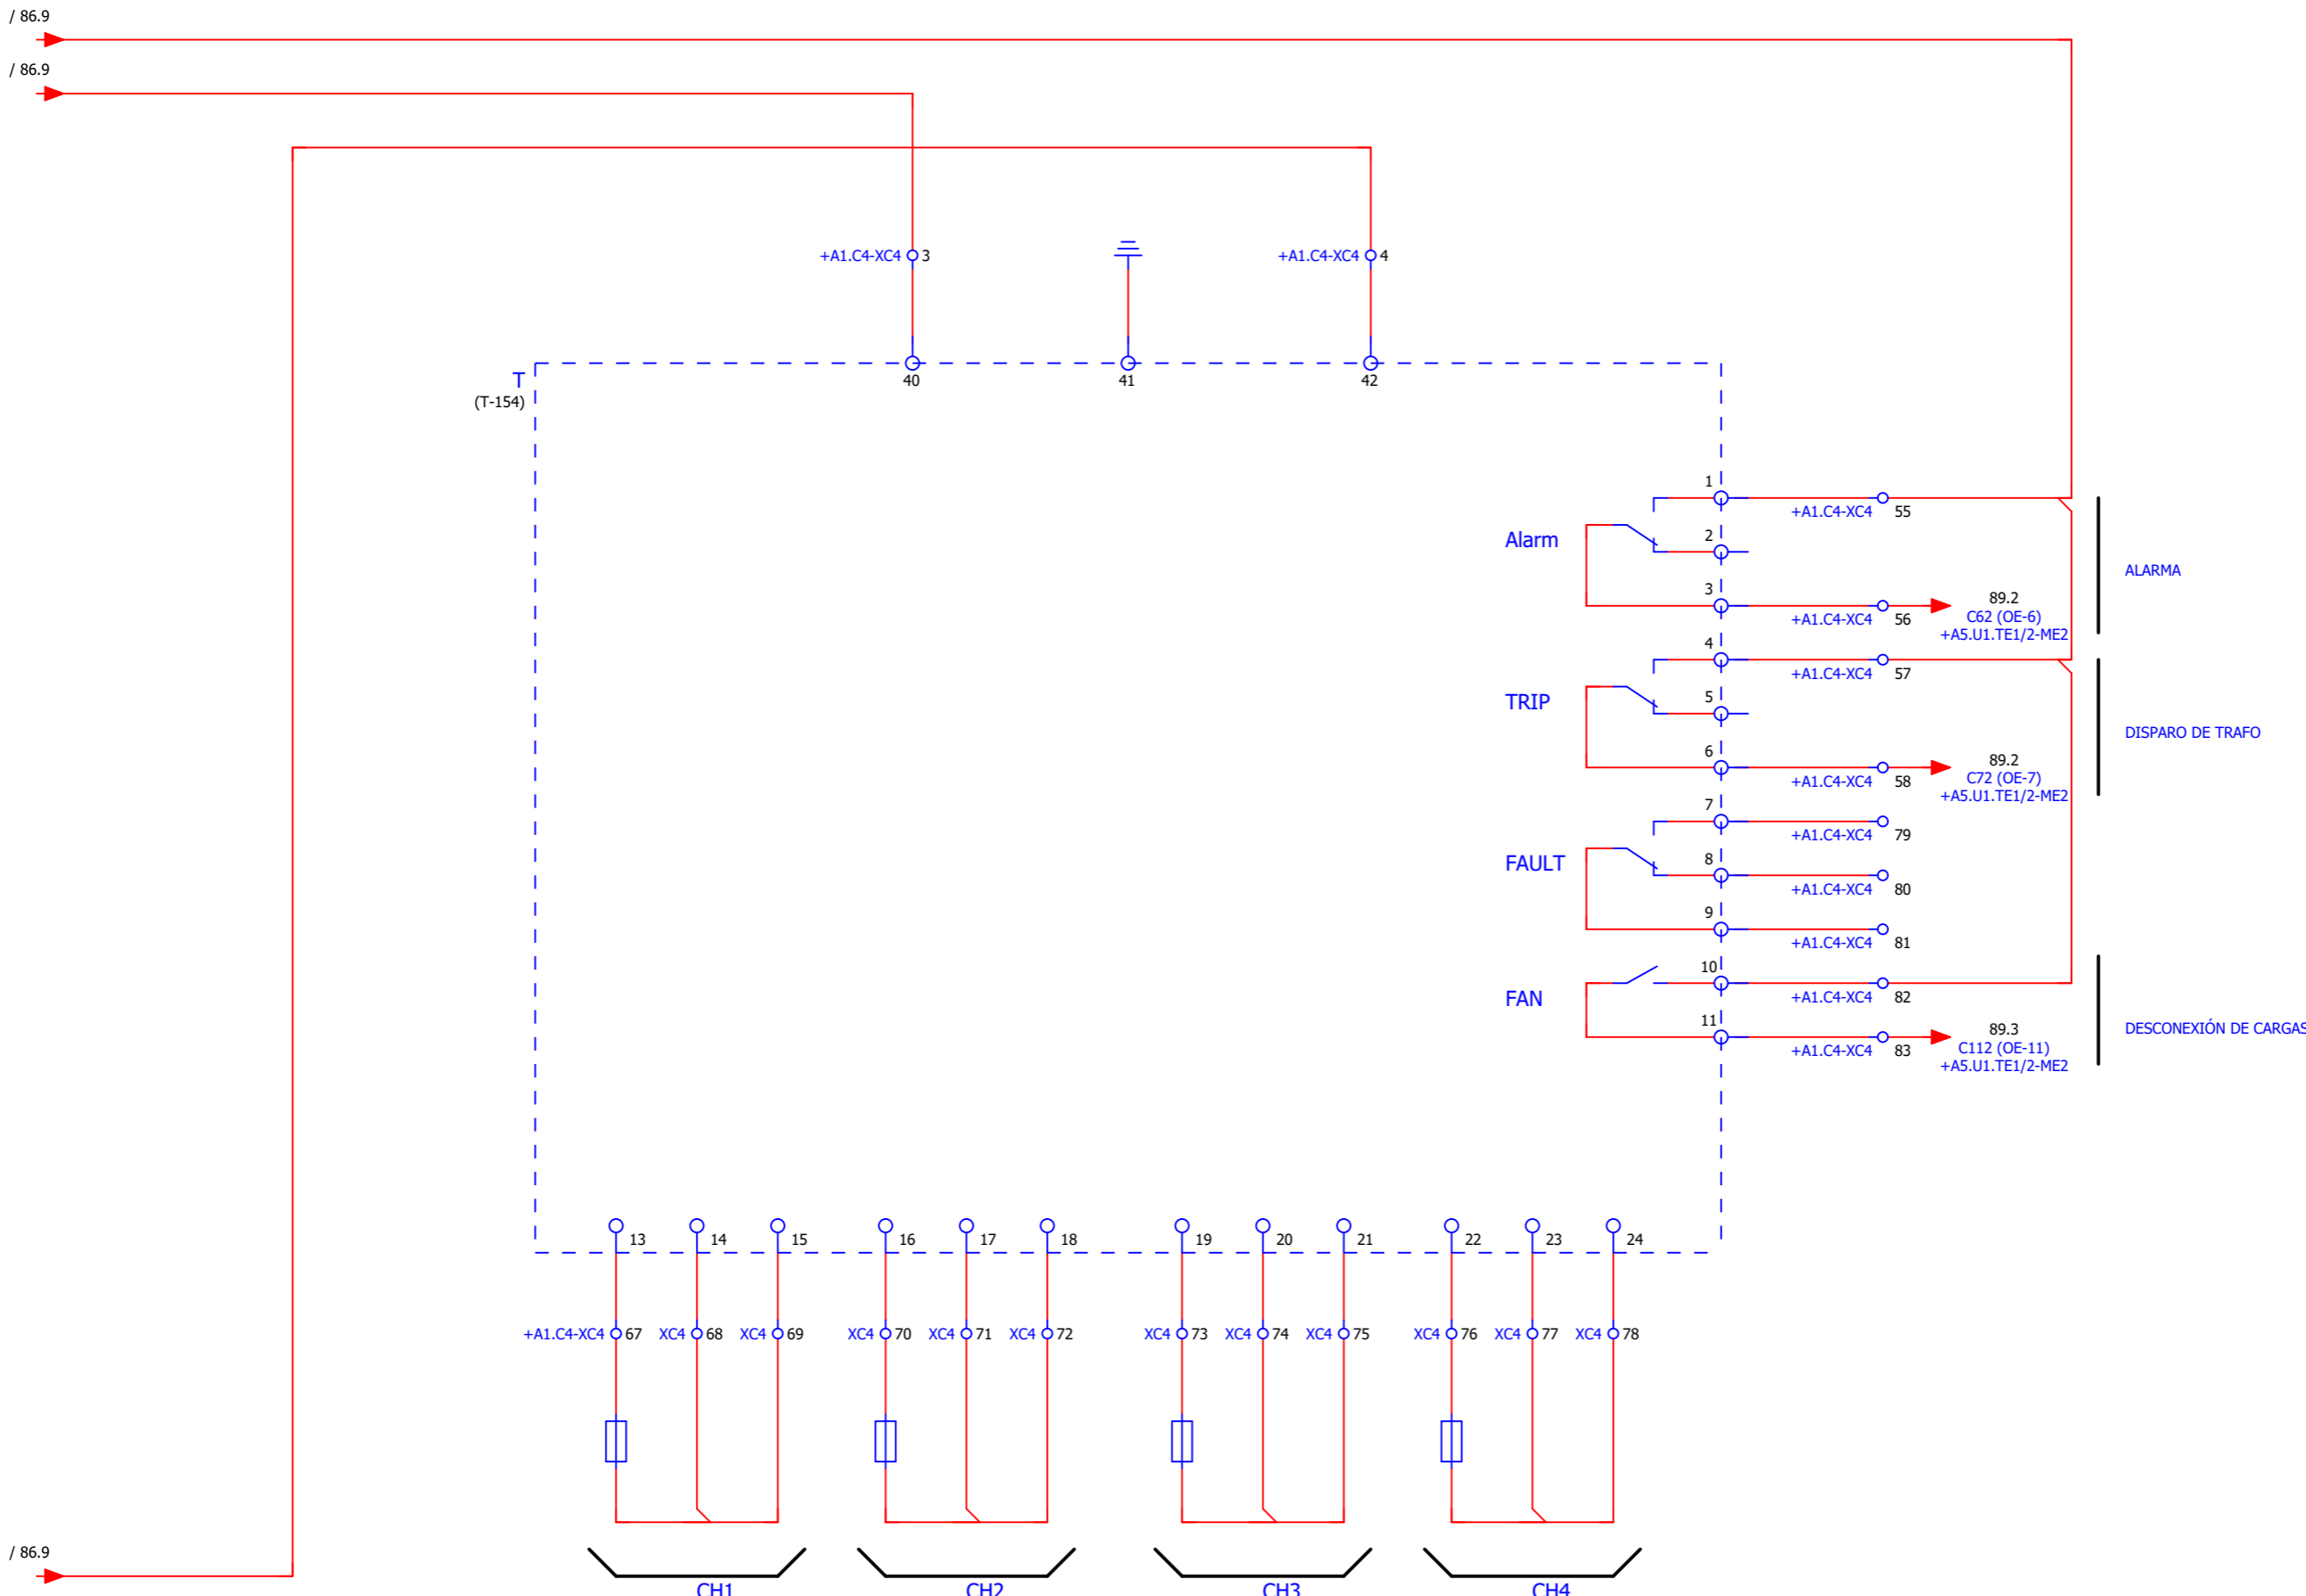 / 86.9
/ 86.9
+A1.C4-XC4 3
+A1.C4-XC4 4
T
(T-154)
40
41
42
1
+A1.C4-XC4 55
Alarm
2
ALARMA
3
+A1.C4-XC4 56
89.2
C62 (OE-6)
+A5.U1.TE1/2-ME2
4
+A1.C4-XC4 57
TRIP
5
DISPARO DE TRAFO
6
+A1.C4-XC4 58
89.2
C72 (OE-7)
+A5.U1.TE1/2-ME2
7
+A1.C4-XC4 79
FAULT
8
+A1.C4-XC4 80
9
+A1.C4-XC4 81
10
+A1.C4-XC4 82
FAN
11
+A1.C4-XC4 83
89.3
C112 (OE-11)
+A5.U1.TE1/2-ME2
DESCONEXIÓN DE CARGAS
13 14 15 16 17 18 19 20 21 22 23 24
+A1.C4-XC4 67 XC4 68 XC4 69 XC4 70 XC4 71 XC4 72 XC4 73 XC4 74 XC4 75 XC4 76 XC4 77 XC4 78
/ 86.9
CH1 CH2 CH3 CH4